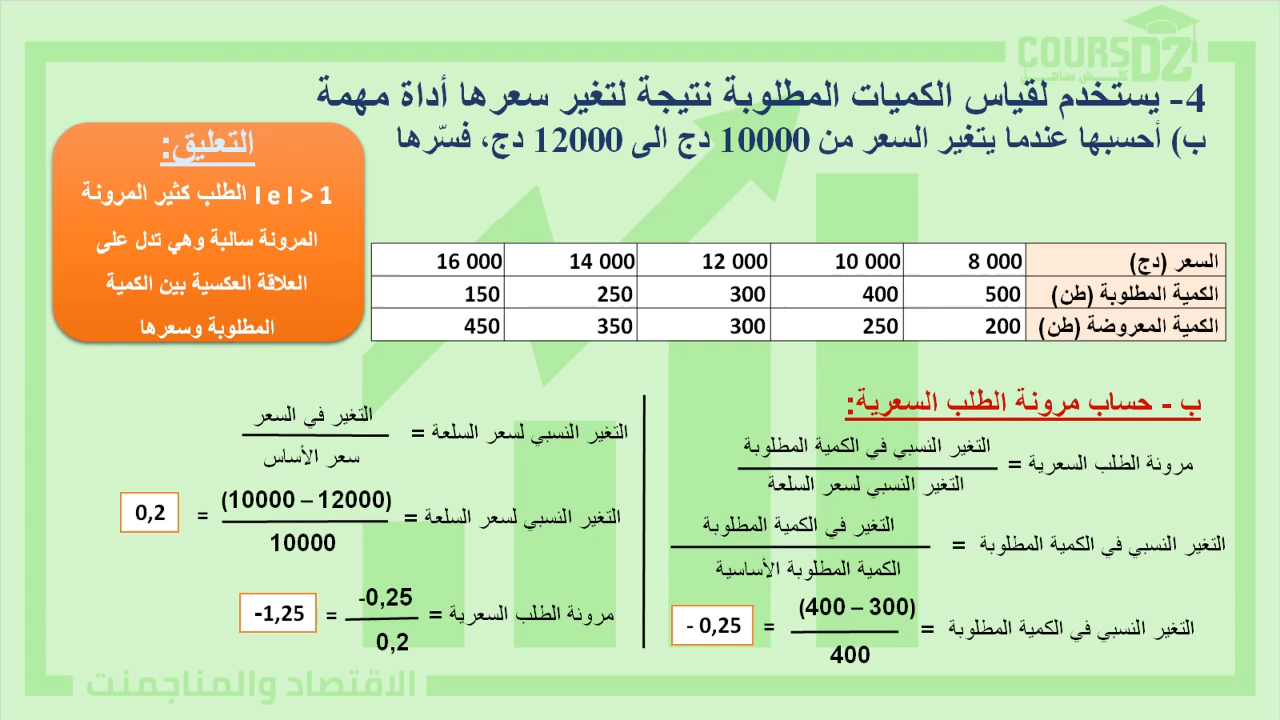 COURSDZ
كلش ساهل
4- يستخدم لقياس الكميات المطلوبة نتيجة لتغير سعرها أداة مهمة
ب) أحسبها عندما يتغير السعر من 10000 دج الى 12000 دج، فسّرها
التعليق:
I e I > 1 الطلب كثير المرونة
المرونة سالبة وهي تدل على
العلاقة العكسية بين الكمية
المطلوبة وسعرها
السعر (دج) 8 000 10 000 12 000 14 000 16 000
الكمية المطلوبة (طن) 500 400 300 250 150
الكمية المعروضة (طن) 200 250 300 350 450
ب - حساب مرونة الطلب السعرية:
مرونة الطلب السعرية = التغير النسبي في الكمية المطلوبة
التغير النسبي لسعر السلعة
التغير النسبي في الكمية المطلوبة = التغير في الكمية المطلوبة
الكمية المطلوبة الأساسية
التغير النسبي في الكمية المطلوبة = (300 – 400) = - 0,25
400
التغير النسبي لسعر السلعة = التغير في السعر
سعر الأساس
التغير النسبي لسعر السلعة = (12000 – 10000) = 0,2
10000
مرونة الطلب السعرية = -0,25 = -1,25
0,2
الاقتصاد والمناجمنت